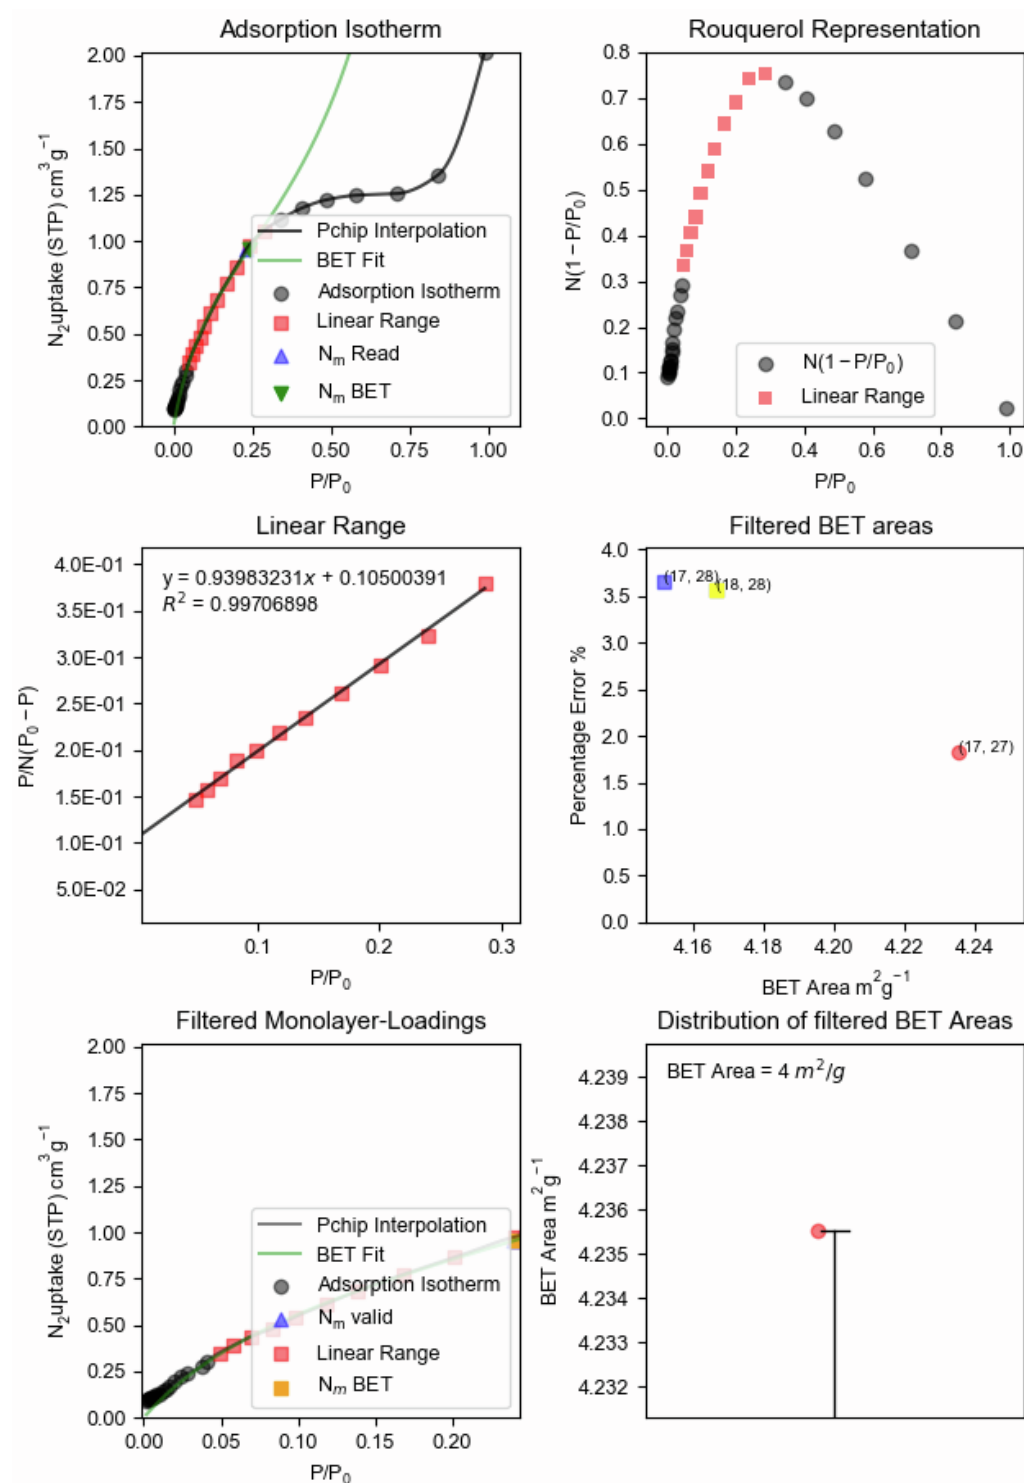 Adsorption Isotherm
N₂uptake (STP) cm³g⁻¹
2.00
1.75
1.50
1.25
1.00
0.75
0.50
0.25
0.00
Pchip Interpolation
BET Fit
Adsorption Isotherm
Linear Range
Nₘ Read
Nₘ BET
0.00 0.25 0.50 0.75 1.00
P/P₀
Rouquerol Representation
N(1−P/P₀)
0.8
0.7
0.6
0.5
0.4
0.3
0.2
0.1
0.0
N(1−P/P₀)
Linear Range
0.0 0.2 0.4 0.6 0.8 1.0
P/P₀
Linear Range
P/N(P₀−P)
4.0E-01
3.5E-01
3.0E-01
2.5E-01
2.0E-01
1.5E-01
1.0E-01
5.0E-02
y = 0.93983231x + 0.10500391
R² = 0.99706898
0.1 0.2 0.3
P/P₀
Filtered BET areas
Percentage Error %
4.0
3.5
3.0
2.5
2.0
1.5
1.0
0.5
0.0
(17, 28)
(18, 28)
(17, 27)
4.16 4.18 4.20 4.22 4.24
BET Area m²g⁻¹
Filtered Monolayer-Loadings
N₂uptake (STP) cm³g⁻¹
2.00
1.75
1.50
1.25
1.00
0.75
0.50
0.25
0.00
Pchip Interpolation
BET Fit
Adsorption Isotherm
Nₘ valid
Linear Range
Nₘ BET
0.00 0.05 0.10 0.15 0.20
P/P₀
Distribution of filtered BET Areas
BET Area m²g⁻¹
4.239
4.238
4.237
4.236
4.235
4.234
4.233
4.232
BET Area = 4 m²/g